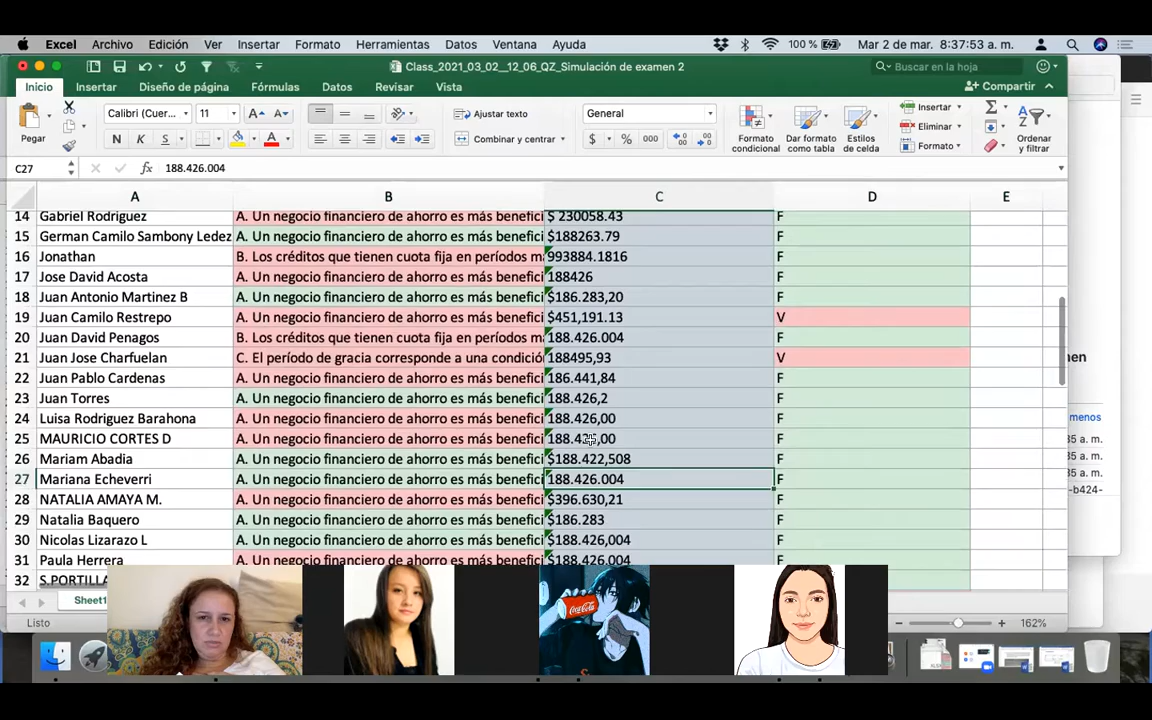 Excel Archivo Edición Ver Insertar Formato Herramientas Datos Ventana Ayuda 100 % Mar 2 de mar. 8:37:53 a. m.
Class_2021_03_02__12_06_QZ_Simulación de examen 2
Buscar en la hoja
Inicio Insertar Diseño de página Fórmulas Datos Revisar Vista
Compartir
Pegar
Calibri (Cuer... 11
N K S
Ajustar texto
Combinar y centrar
General
$ % 000
Formato condicional
Dar formato como tabla
Estilos de celda
Insertar
Eliminar
Formato
Ordenar y filtrar
C27 fx 188.426.004
A B C D E
14 Gabriel Rodriguez A. Un negocio financiero de ahorro es más benefici $ 230058.43 F
15 German Camilo Sambony Ledez A. Un negocio financiero de ahorro es más benefici $188263.79 F
16 Jonathan B. Los créditos que tienen cuota fija en períodos ma 993884.1816 F
17 Jose David Acosta A. Un negocio financiero de ahorro es más benefici 188426 F
18 Juan Antonio Martinez B A. Un negocio financiero de ahorro es más benefici $186.283,20 F
19 Juan Camilo Restrepo A. Un negocio financiero de ahorro es más benefici $451,191.13 V
20 Juan David Penagos B. Los créditos que tienen cuota fija en períodos ma 188.426.004 F
21 Juan Jose Charfuelan C. El período de gracia corresponde a una condició 188495,93 V
22 Juan Pablo Cardenas A. Un negocio financiero de ahorro es más benefici 186.441,84 F
23 Juan Torres A. Un negocio financiero de ahorro es más benefici 188.426,2 F
24 Luisa Rodriguez Barahona A. Un negocio financiero de ahorro es más benefici 188.426,00 F
25 MAURICIO CORTES D A. Un negocio financiero de ahorro es más benefici F
26 Mariam Abadia A. Un negocio financiero de ahorro es más benefici $188.422,508 F
27 Mariana Echeverri A. Un negocio financiero de ahorro es más benefici 188.426.004 F
28 NATALIA AMAYA M. A. Un negocio financiero de ahorro es más benefici $396.630,21 F
29 Natalia Baquero A. Un negocio financiero de ahorro es más benefici $186.283 F
30 Nicolas Lizarazo L A. Un negocio financiero de ahorro es más benefici $188.426,004 F
31 Paula Herrera A. Un negocio financiero de ahorro es más benefici $188.426.004 F
32 S.PORTILLA
Sheet1
Listo
162%
Coca-Cola
menos
35 a. m.
35 a. m.
35 a. m.
-b424-